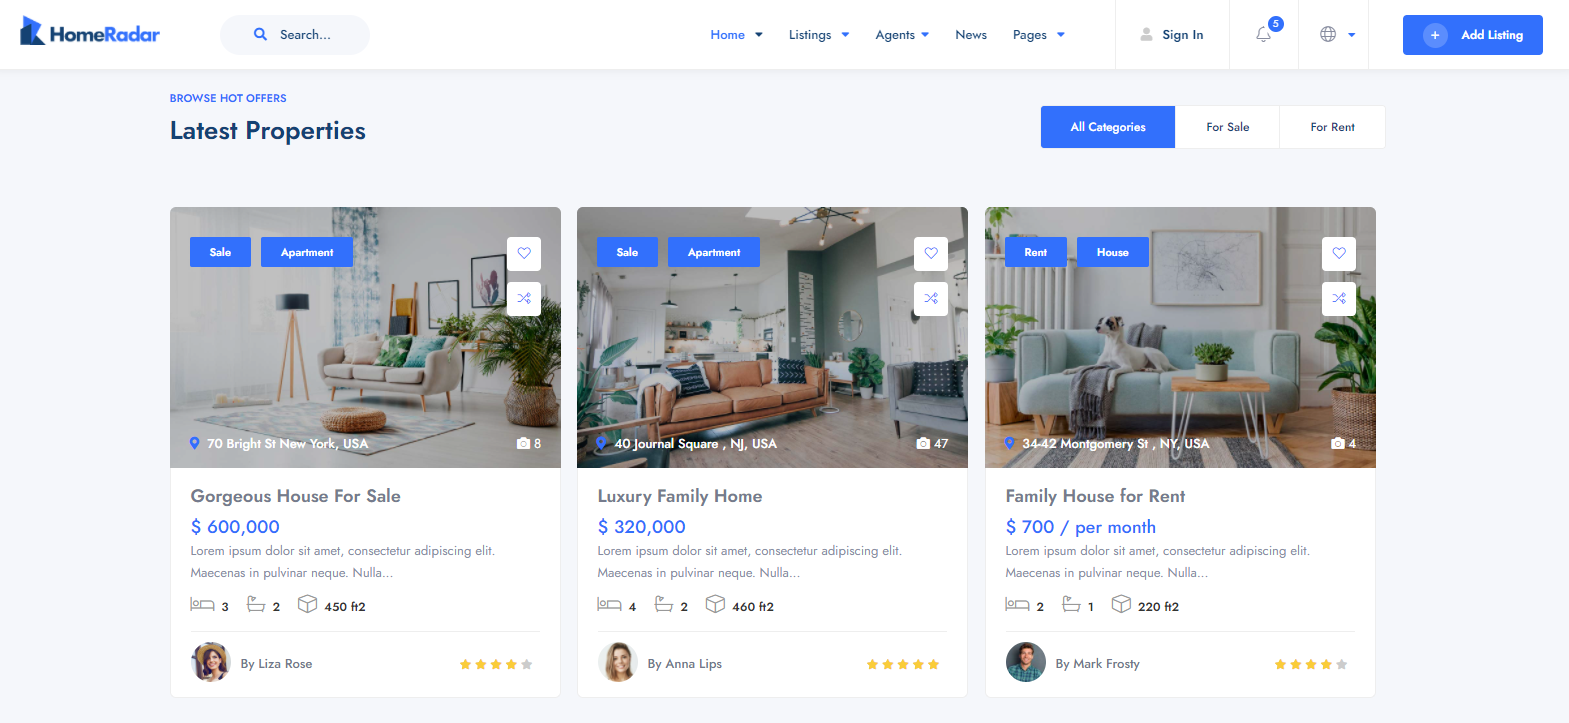 HomeRadar
Search...
Home
Listings
Agents
News
Pages
Sign In
5
+ Add Listing
BROWSE HOT OFFERS
Latest Properties
All Categories
For Sale
For Rent
Sale
Apartment
70 Bright St New York, USA
8
Gorgeous House For Sale
$ 600,000
Lorem ipsum dolor sit amet, consectetur adipiscing elit.
Maecenas in pulvinar neque. Nulla...
3 2 450 ft2
By Liza Rose
Sale
Apartment
40 Journal Square , NJ, USA
47
Luxury Family Home
$ 320,000
Lorem ipsum dolor sit amet, consectetur adipiscing elit.
Maecenas in pulvinar neque. Nulla...
4 2 460 ft2
By Anna Lips
Rent
House
34-42 Montgomery St , NY, USA
4
Family House for Rent
$ 700 / per month
Lorem ipsum dolor sit amet, consectetur adipiscing elit.
Maecenas in pulvinar neque. Nulla...
2 1 220 ft2
By Mark Frosty